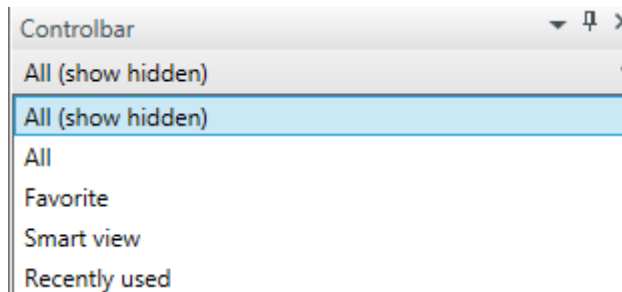 Controlbar
All (show hidden)
All (show hidden)
All
Favorite
Smart view
Recently used